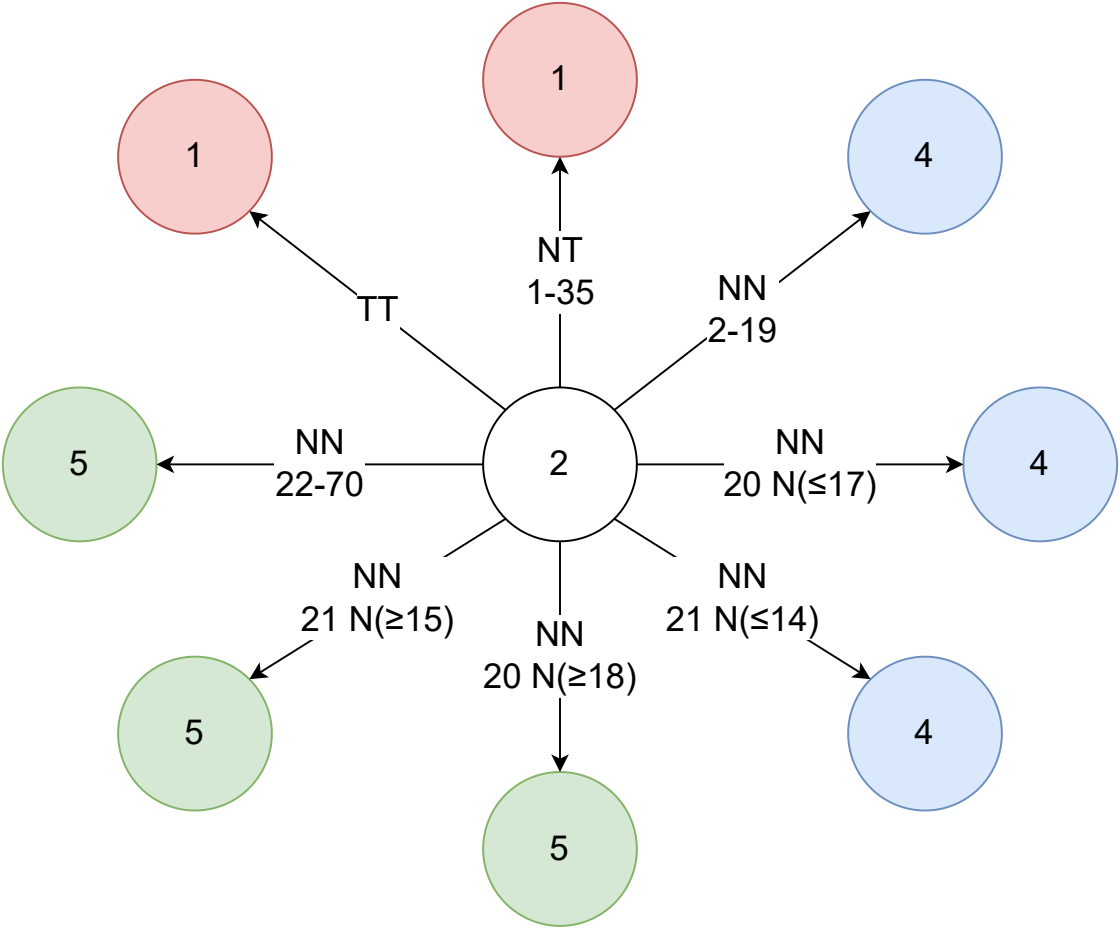 1
1
4
NT
1-35
NN
2-19
TT
5
NN
22-70
2
NN
20 N(≤17)
4
NN
21 N(≥15)
NN
20 N(≥18)
NN
21 N(≤14)
5
4
5